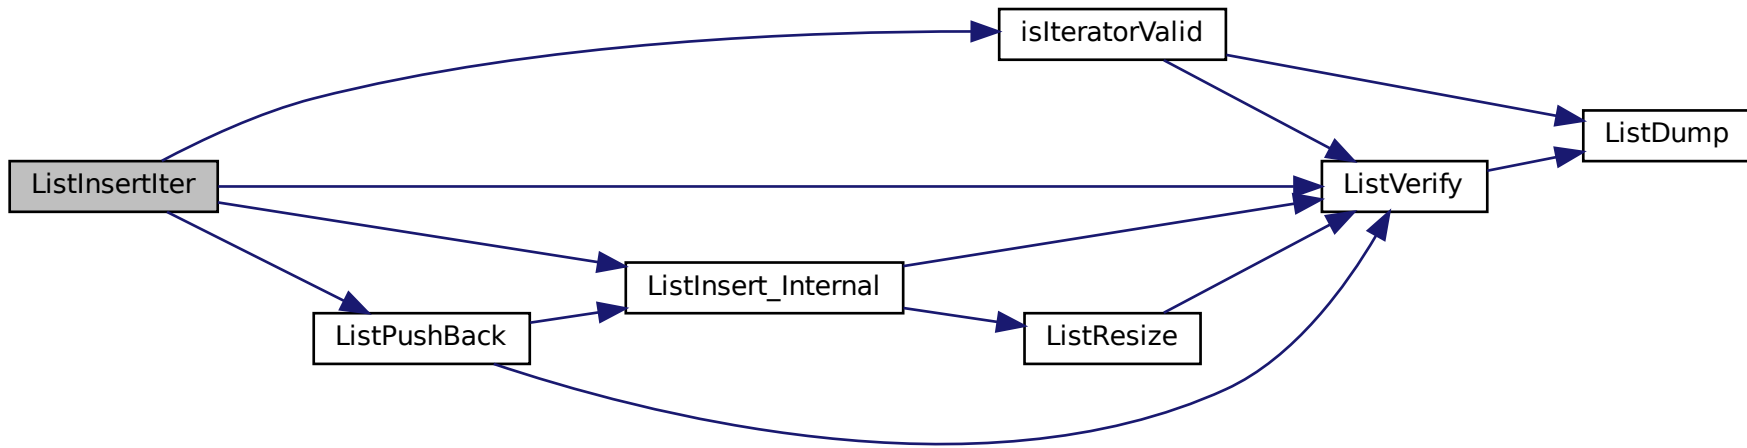 isIteratorValid
ListDump
ListInsertIter
ListVerify
ListInsert_Internal
ListPushBack
ListResize